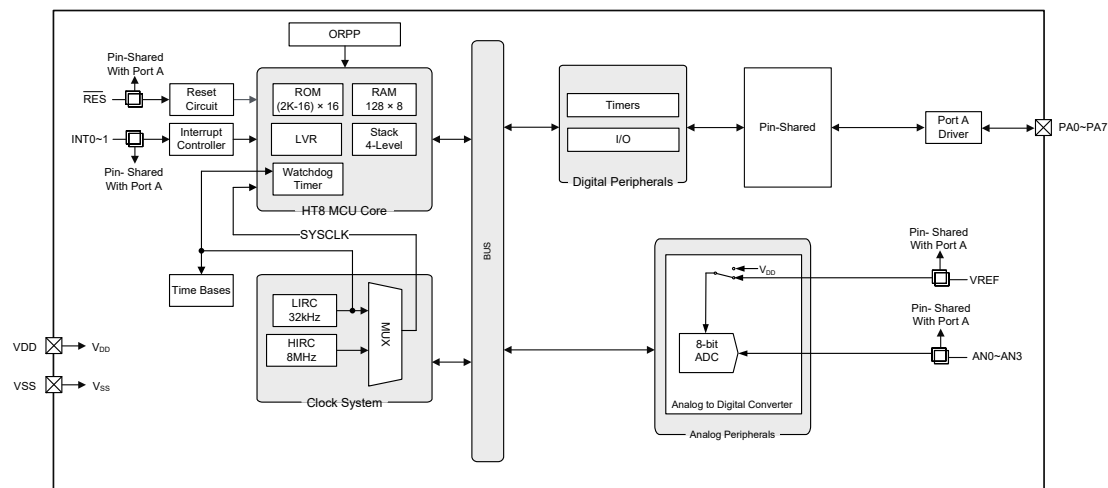 ORPP
Pin-Shared
With Port A
RES
Reset
Circuit
ROM
(2K-16) × 16
RAM
128 × 8
INT0~1
Interrupt
Controller
LVR
Stack
4-Level
Pin- Shared
With Port A
Watchdog
Timer
HT8 MCU Core
SYSCLK
Time Bases
LIRC
32kHz
HIRC
8MHz
MUX
Clock System
VDD
VDD
VSS
VSS
BUS
Timers
I/O
Digital Peripherals
Pin-Shared
Port A
Driver
PA0~PA7
Pin- Shared
With Port A
VDD
VREF
Pin- Shared
With Port A
8-bit
ADC
AN0~AN3
Analog to Digital Converter
Analog Peripherals